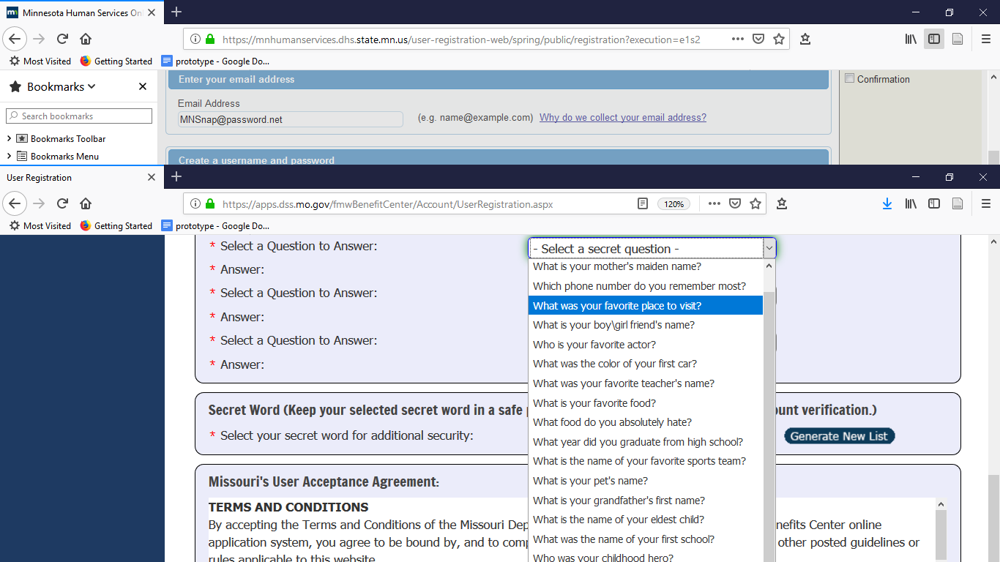 Minnesota Human Services On
https://mnhumanservices.dhs.state.mn.us/user-registration-web/spring/public/registration?execution=e1s2
Most Visited Getting Started prototype - Google Do...
Bookmarks
Search bookmarks
Bookmarks Toolbar
Bookmarks Menu
Enter your email address
Email Address
MNSnap@password.net (e.g. name@example.com) Why do we collect your email address?
Create a username and password
Confirmation
User Registration
https://apps.dss.mo.gov/fmwBenefitCenter/Account/UserRegistration.aspx 120%
Most Visited Getting Started prototype - Google Do...
* Select a Question to Answer:
* Answer:
* Select a Question to Answer:
* Answer:
* Select a Question to Answer:
* Answer:
- Select a secret question -
What is your mother's maiden name?
Which phone number do you remember most?
What was your favorite place to visit?
What is your boy\girl friend's name?
Who is your favorite actor?
What was the color of your first car?
What was your favorite teacher's name?
What is your favorite food?
What food do you absolutely hate?
What year did you graduate from high school?
What is the name of your favorite sports team?
What is your pet's name?
What is your grandfather's first name?
What is the name of your eldest child?
What was the name of your first school?
Who was your childhood hero?
Secret Word (Keep your selected secret word in a safe p ount verification.)
* Select your secret word for additional security: Generate New List
Missouri's User Acceptance Agreement:
TERMS AND CONDITIONS
By accepting the Terms and Conditions of the Missouri Dep nefits Center online
application system, you agree to be bound by, and to comp other posted guidelines or
rules applicable to this website.